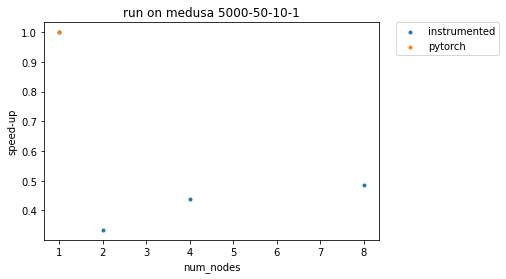 run on medusa 5000-50-10-1
instrumented
pytorch
speed-up
1.0
0.9
0.8
0.7
0.6
0.5
0.4
1 2 3 4 5 6 7 8
num_nodes